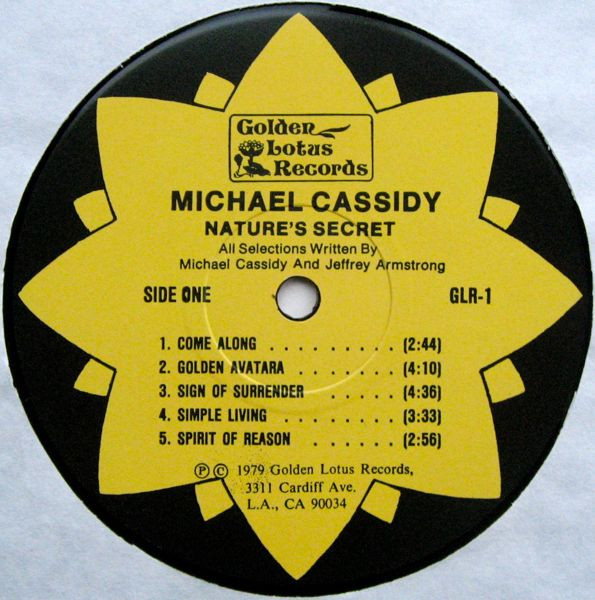 Golden
Lotus
Records
MICHAEL CASSIDY
NATURE'S SECRET
All Selections Written By
Michael Cassidy And Jeffrey Armstrong
SIDE ONE GLR-1
1. COME ALONG . . . . . . . . . (2:44)
2. GOLDEN AVATARA . . . . . . . (4:10)
3. SIGN OF SURRENDER . . . . . (4:36)
4. SIMPLE LIVING . . . . . . . . (3:33)
5. SPIRIT OF REASON . . . . . . (2:56)
Ⓟ © 1979 Golden Lotus Records,
3311 Cardiff Ave.
L.A., CA 90034